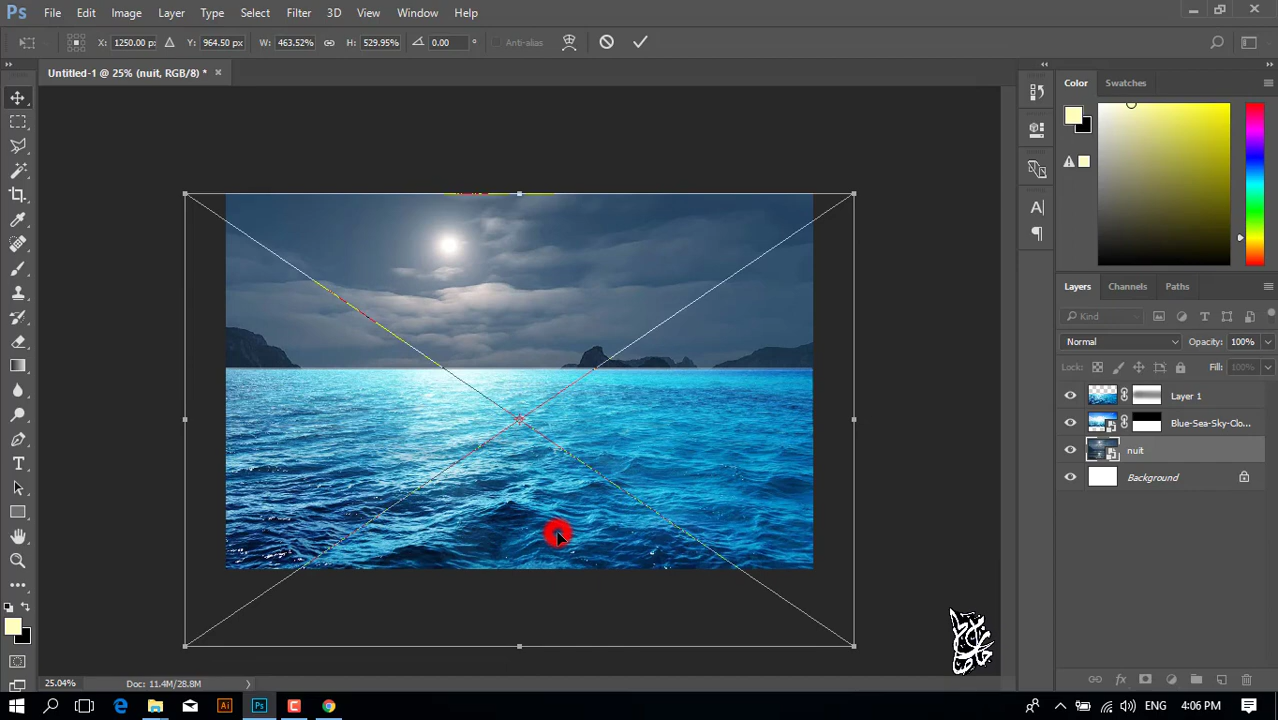 Ps File Edit Image Layer Type Select Filter 3D View Window Help
X: 1250.00 px Y: 964.50 px W: 463.52% H: 529.95% 0.00 ° Anti-alias
Untitled-1 @ 25% (nuit, RGB/8) * ×
Color Swatches
Layers Channels Paths
Kind
Normal Opacity: 100%
Lock: Fill: 100%
Layer 1
Blue-Sea-Sky-Clo...
nuit
Background
25.04% Doc: 11.4M/28.8M
Ai Ps ENG 4:06 PM